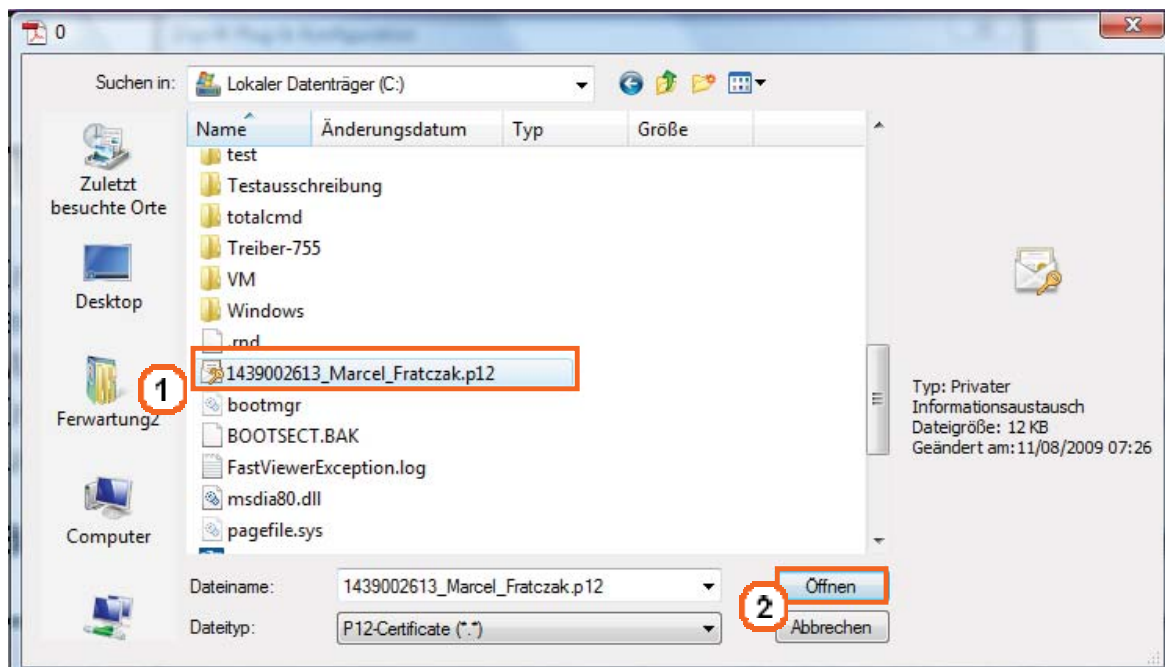 0
Suchen in: Lokaler Datenträger (C:)
Name Änderungsdatum Typ Größe
test
Testausschreibung
totalcmd
Treiber-755
VM
Windows
.rnd
1439002613_Marcel_Fratczak.p12
bootmgr
BOOTSECT.BAK
FastViewerException.log
msdia80.dll
pagefile.sys
Zuletzt
besuchte Orte
Desktop
1
Ferwartung2
Computer
Typ: Privater
Informationsaustausch
Dateigröße: 12 KB
Geändert am:11/08/2009 07:26
Dateiname: 1439002613_Marcel_Fratczak.p12 Öffnen
2
Dateityp: P12-Certificate (*.*) Abbrechen